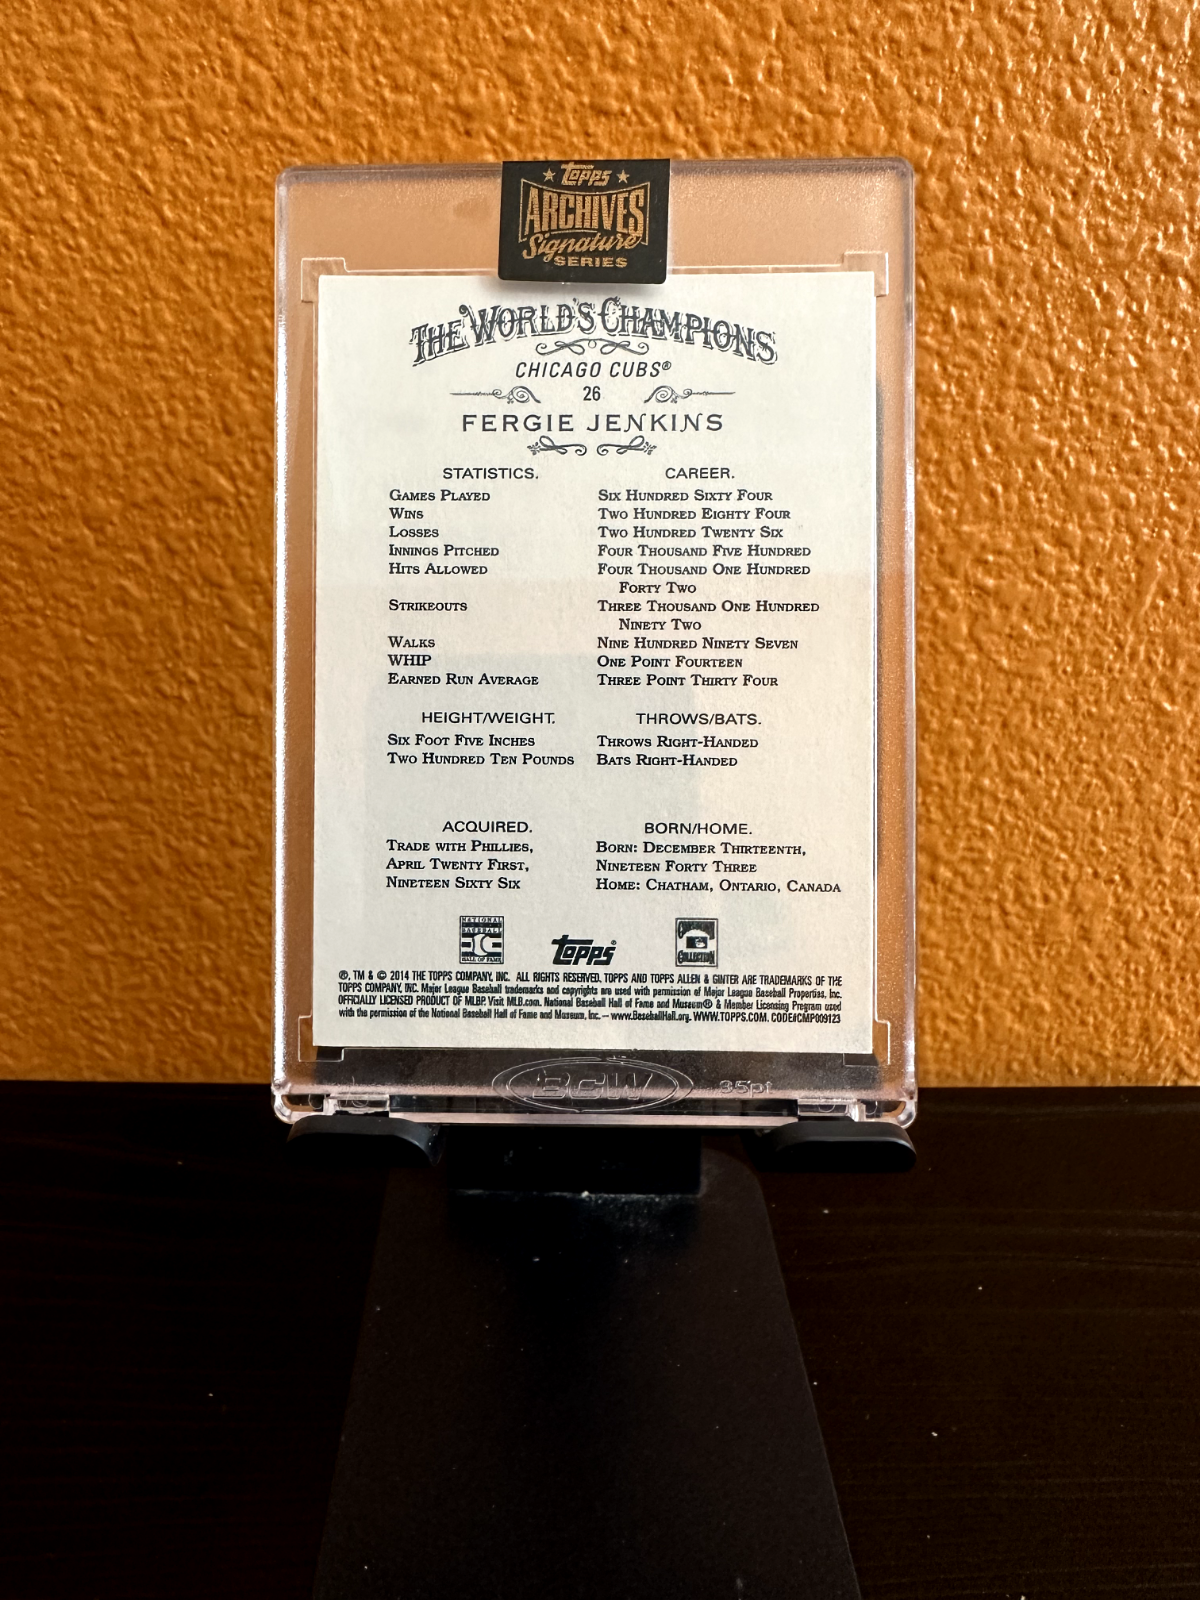 Topps
ARCHIVES
Signature
SERIES
THE WORLD'S CHAMPIONS
CHICAGO CUBS®
26
FERGIE JENKINS
STATISTICS. CAREER.
GAMES PLAYED SIX HUNDRED SIXTY FOUR
WINS TWO HUNDRED EIGHTY FOUR
LOSSES TWO HUNDRED TWENTY SIX
INNINGS PITCHED FOUR THOUSAND FIVE HUNDRED
HITS ALLOWED FOUR THOUSAND ONE HUNDRED
FORTY TWO
STRIKEOUTS THREE THOUSAND ONE HUNDRED
NINETY TWO
WALKS NINE HUNDRED NINETY SEVEN
WHIP ONE POINT FOURTEEN
EARNED RUN AVERAGE THREE POINT THIRTY FOUR
HEIGHT/WEIGHT. THROWS/BATS.
SIX FOOT FIVE INCHES THROWS RIGHT-HANDED
TWO HUNDRED TEN POUNDS BATS RIGHT-HANDED
ACQUIRED. BORN/HOME.
TRADE WITH PHILLIES, BORN: DECEMBER THIRTEENTH,
APRIL TWENTY FIRST, NINETEEN FORTY THREE
NINETEEN SIXTY SIX HOME: CHATHAM, ONTARIO, CANADA
NATIONAL
BASEBALL
HALL OF FAME
Topps®
COOPERSTOWN
COLLECTION
®, TM & © 2014 THE TOPPS COMPANY, INC. ALL RIGHTS RESERVED. TOPPS AND TOPPS ALLEN & GINTER ARE TRADEMARKS OF THE
TOPPS COMPANY, INC. Major League Baseball trademarks and copyrights are used with permission of Major League Baseball Properties, Inc.
OFFICIALLY LICENSED PRODUCT OF MLBP. Visit MLB.com. National Baseball Hall of Fame and Museum® & Member Licensing Program used
with the permission of the National Baseball Hall of Fame and Museum, Inc. – www.BaseballHall.org. WWW.TOPPS.COM. CODE#CMP009123
BCW 35pt